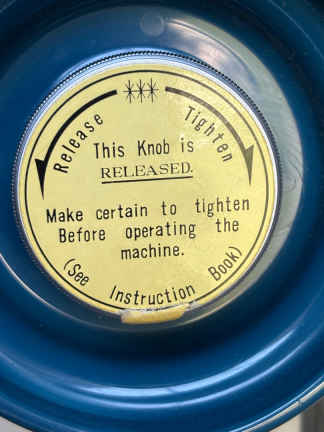 ***
Release Tighten
This Knob is
RELEASED.
Make certain to tighten
Before operating the
machine.
(See Instruction Book)